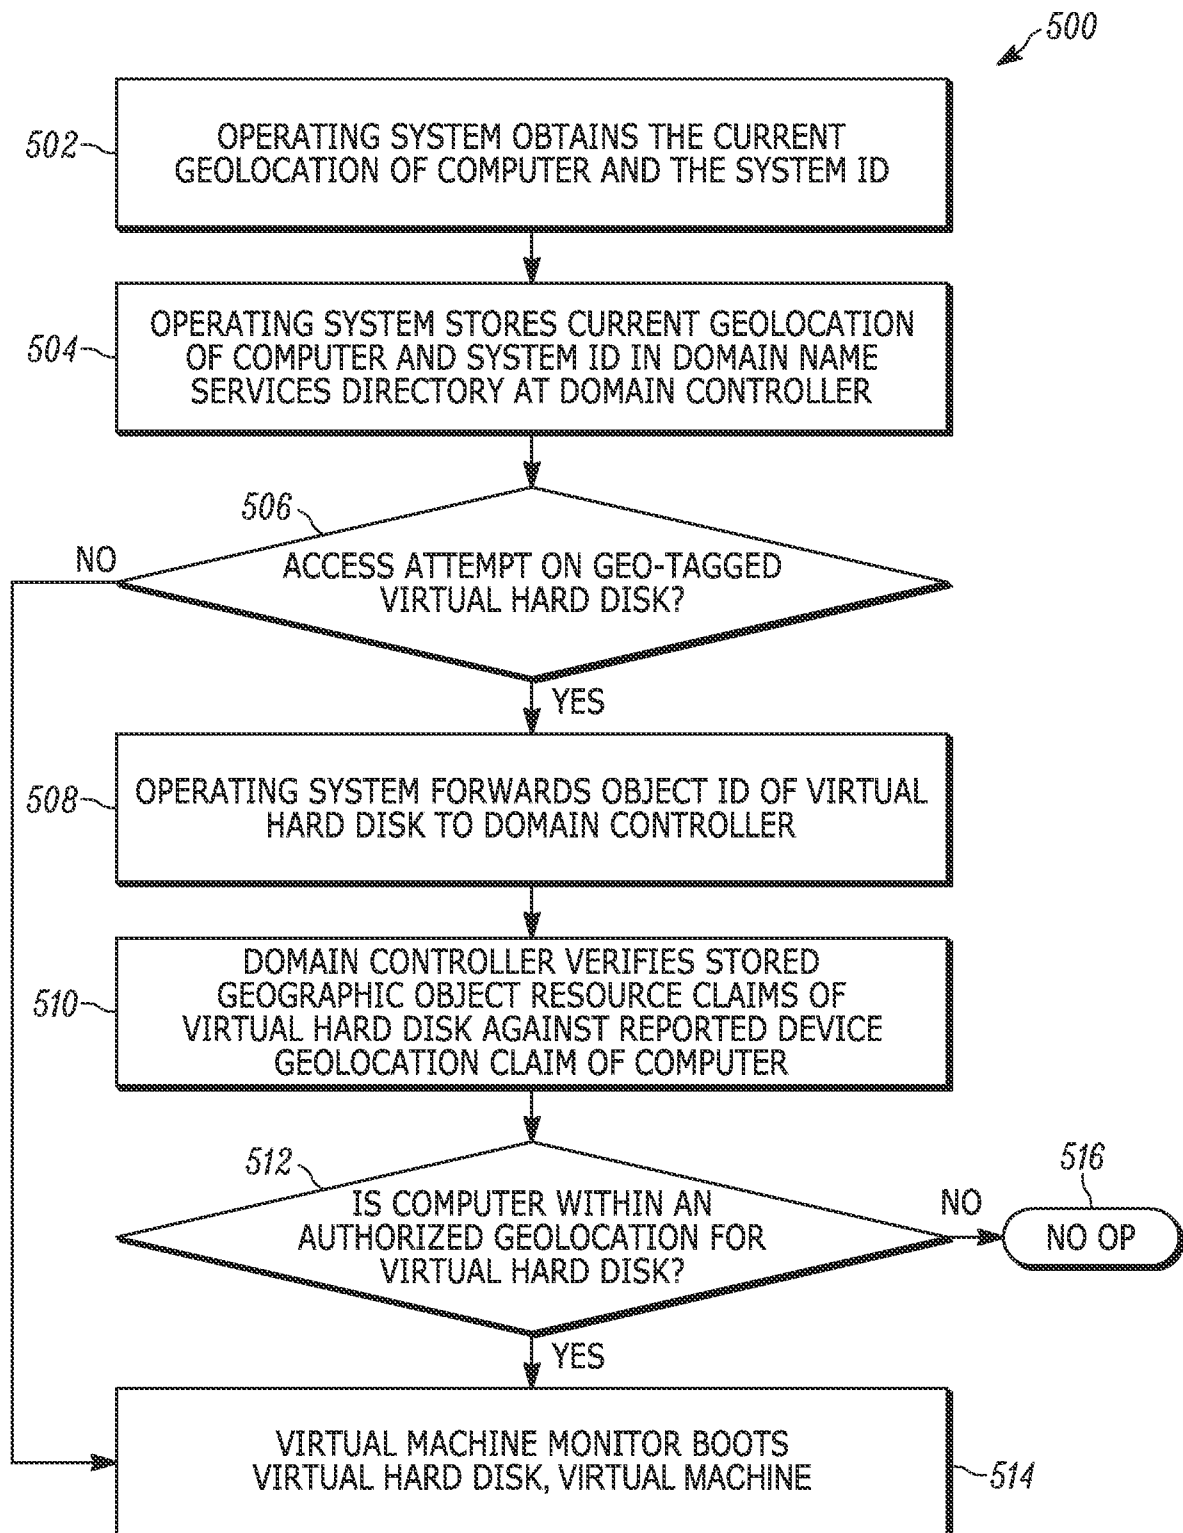 500
502
OPERATING SYSTEM OBTAINS THE CURRENT
GEOLOCATION OF COMPUTER AND THE SYSTEM ID
504
OPERATING SYSTEM STORES CURRENT GEOLOCATION
OF COMPUTER AND SYSTEM ID IN DOMAIN NAME
SERVICES DIRECTORY AT DOMAIN CONTROLLER
506
NO
ACCESS ATTEMPT ON GEO-TAGGED
VIRTUAL HARD DISK?
YES
508
OPERATING SYSTEM FORWARDS OBJECT ID OF VIRTUAL
HARD DISK TO DOMAIN CONTROLLER
510
DOMAIN CONTROLLER VERIFIES STORED
GEOGRAPHIC OBJECT RESOURCE CLAIMS OF
VIRTUAL HARD DISK AGAINST REPORTED DEVICE
GEOLOCATION CLAIM OF COMPUTER
512
IS COMPUTER WITHIN AN
AUTHORIZED GEOLOCATION FOR
VIRTUAL HARD DISK?
NO
516
NO OP
YES
VIRTUAL MACHINE MONITOR BOOTS
VIRTUAL HARD DISK, VIRTUAL MACHINE
514